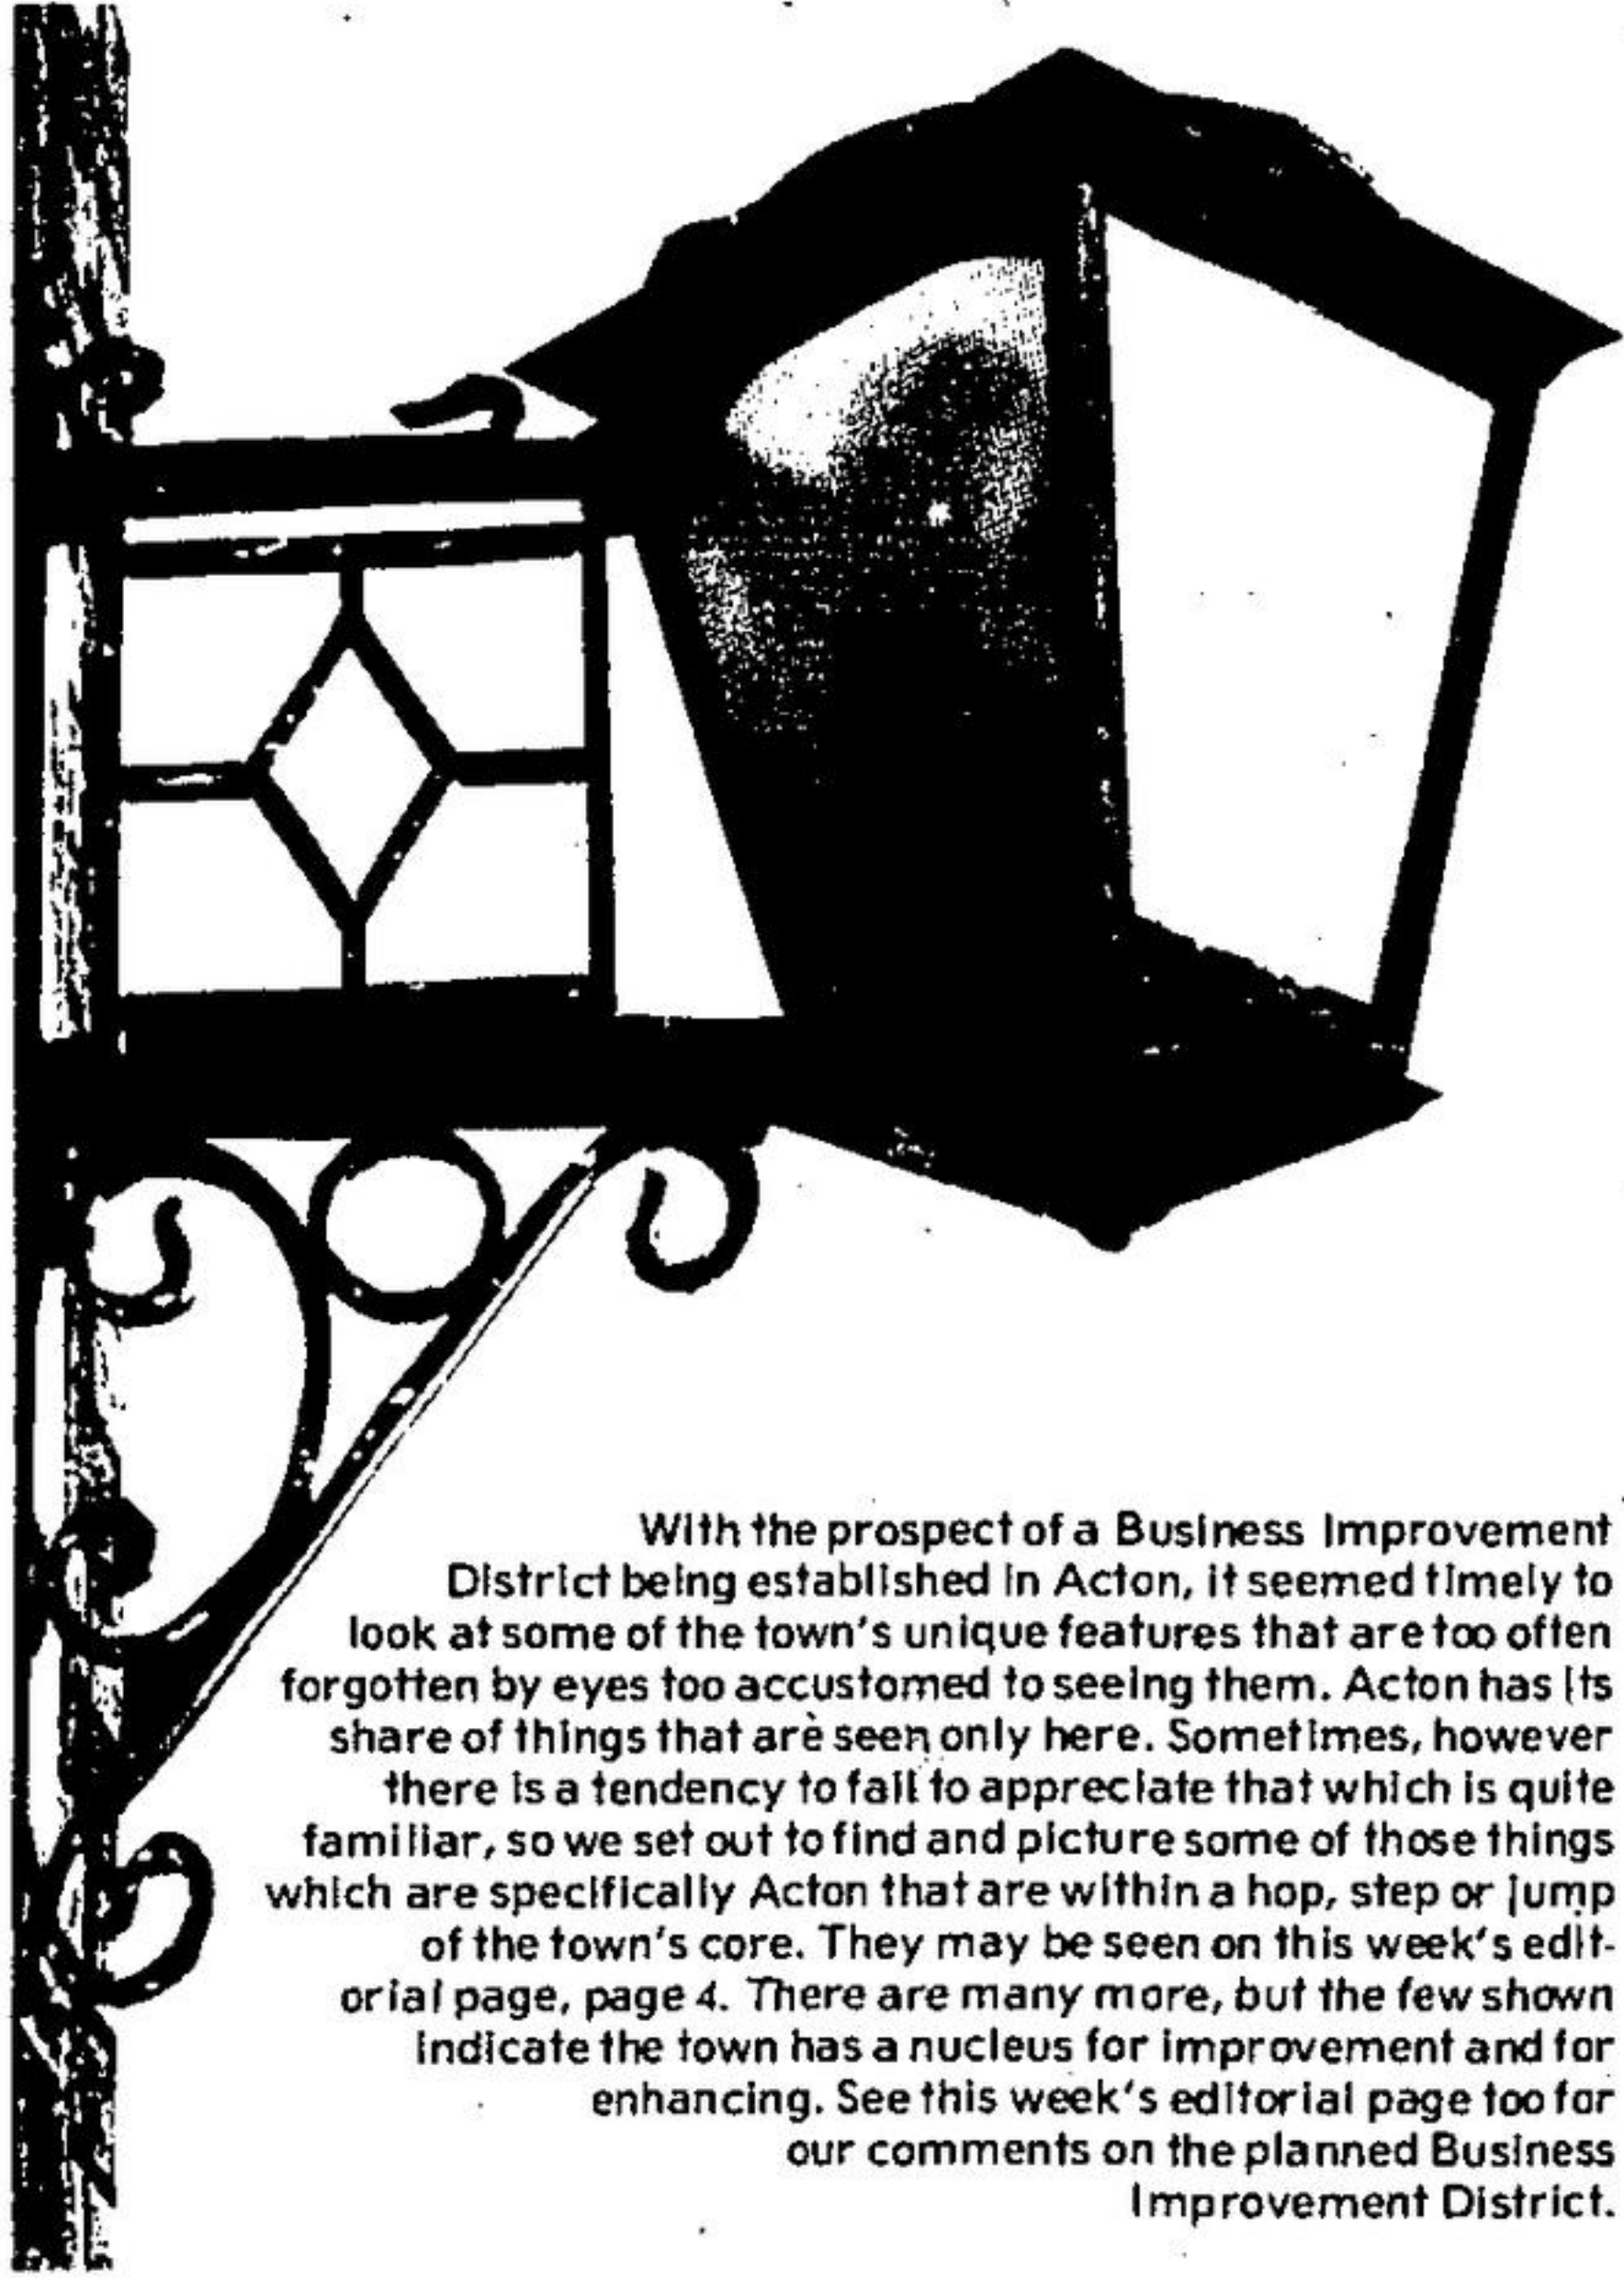 With the prospect of a Business Improvement
District being established in Acton, it seemed timely to
look at some of the town's unique features that are too often
forgotten by eyes too accustomed to seeing them. Acton has its
share of things that are seen only here. Sometimes, however
there is a tendency to fail to appreciate that which is quite
familiar, so we set out to find and picture some of those things
which are specifically Acton that are within a hop, step or jump
of the town's core. They may be seen on this week's edit-
orial page, page 4. There are many more, but the few shown
indicate the town has a nucleus for improvement and for
enhancing. See this week's editorial page too for
our comments on the planned Business
Improvement District.